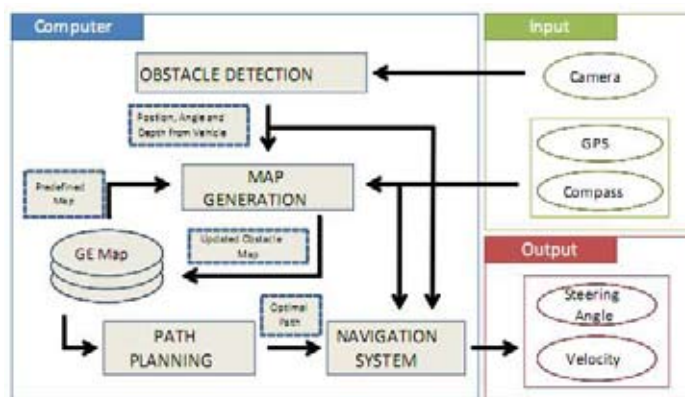 Computer
Input
OBSTACLE DETECTION
Camera
Position, Angle and
Depth from Vehicle
GPS
Predefined
Map
MAP
GENERATION
Compass
GE Map
Updated Obstacle
Map
Output
Optimal
Path
Steering
Angle
PATH
PLANNING
NAVIGATION
SYSTEM
Velocity